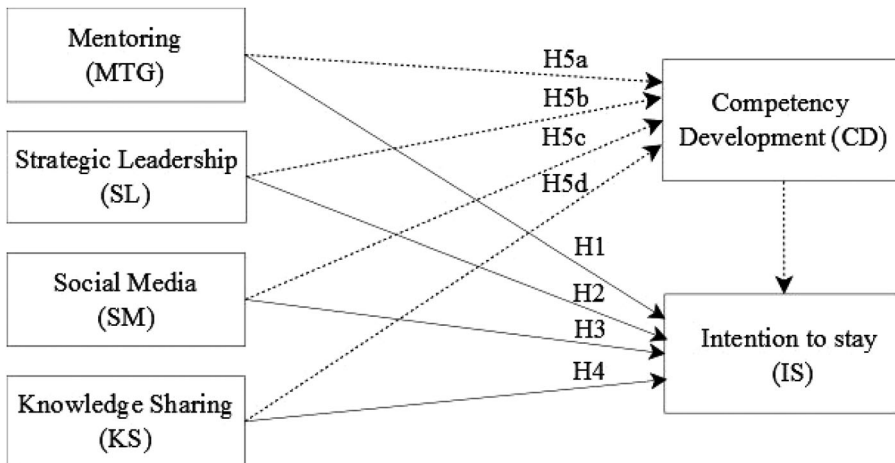 Mentoring
(MTG)
Strategic Leadership
(SL)
Social Media
(SM)
Knowledge Sharing
(KS)
H5a
H5b
H5c
H5d
H1
H2
H3
H4
Competency
Development (CD)
Intention to stay
(IS)